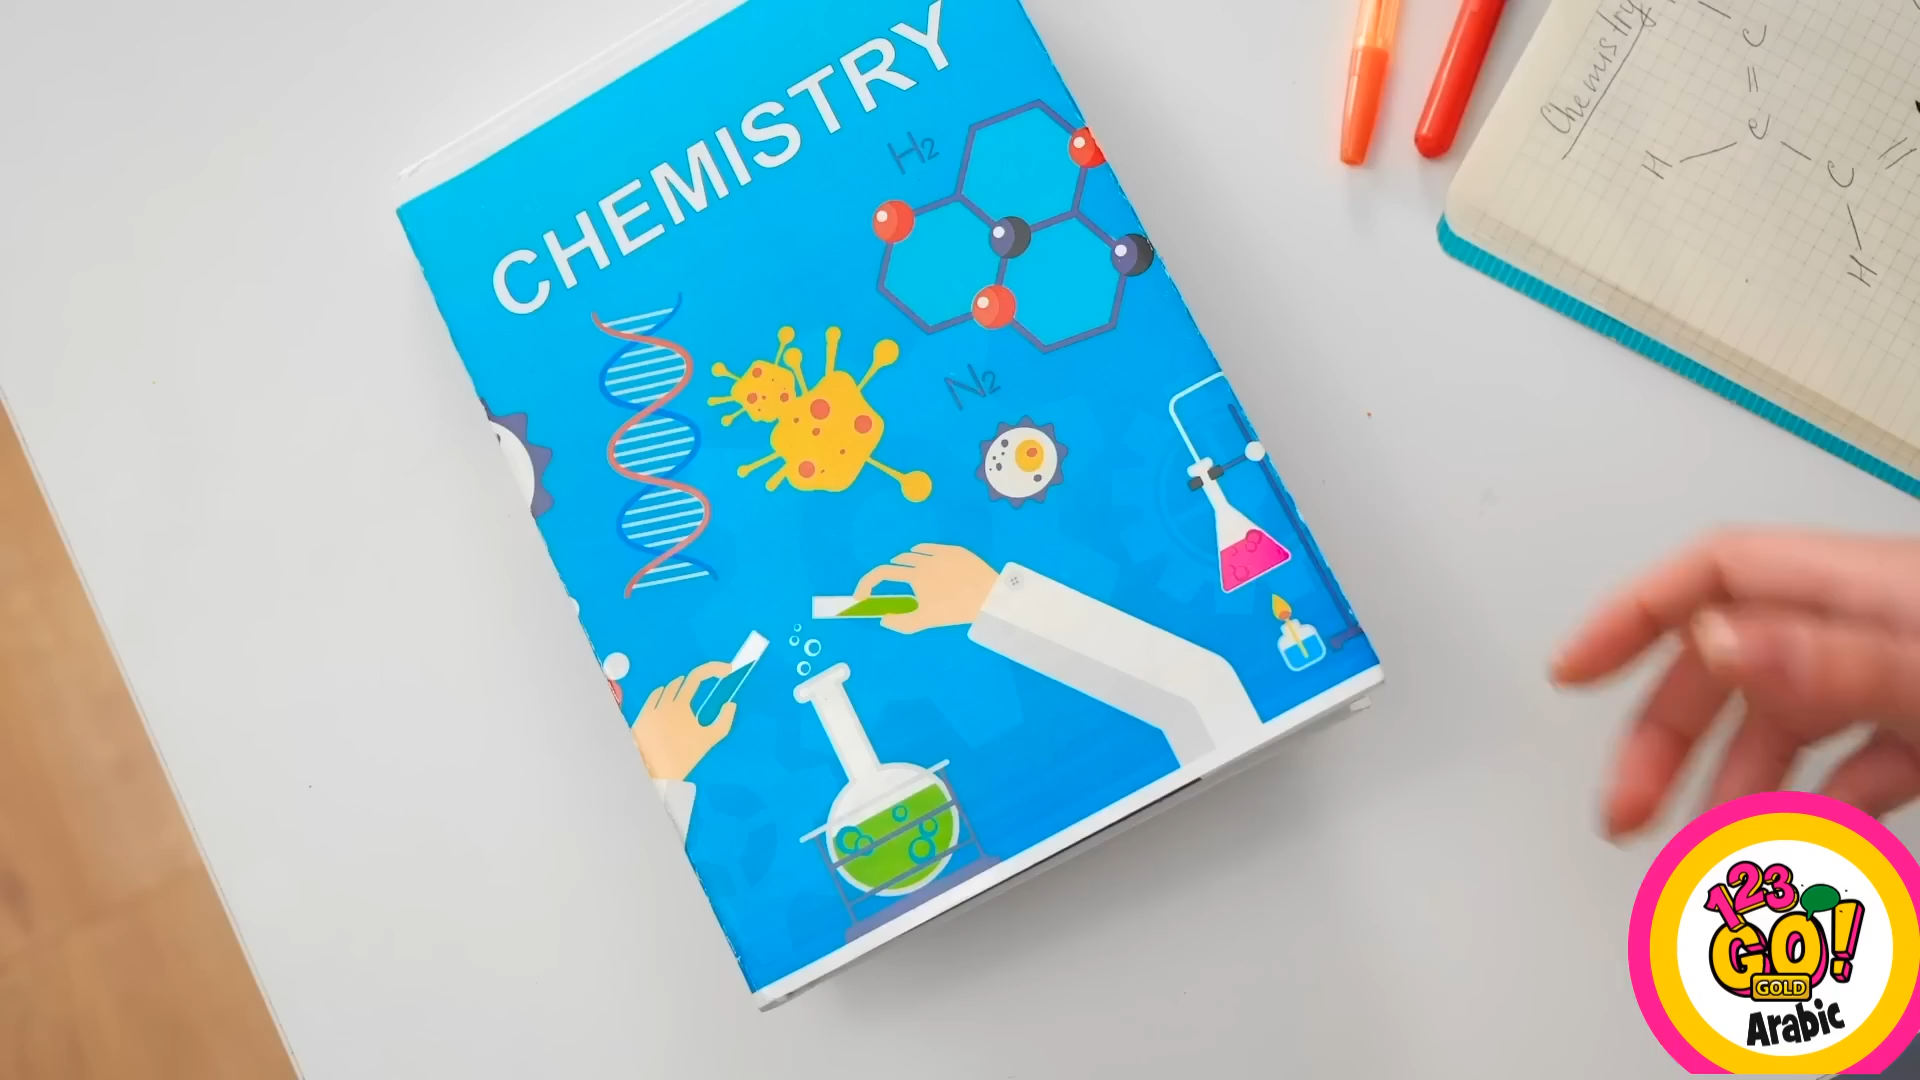 CHEMISTRY
H2
N2
Chemistry
C
=
H
C
C
H
123
GO!
GOLD
Arabic